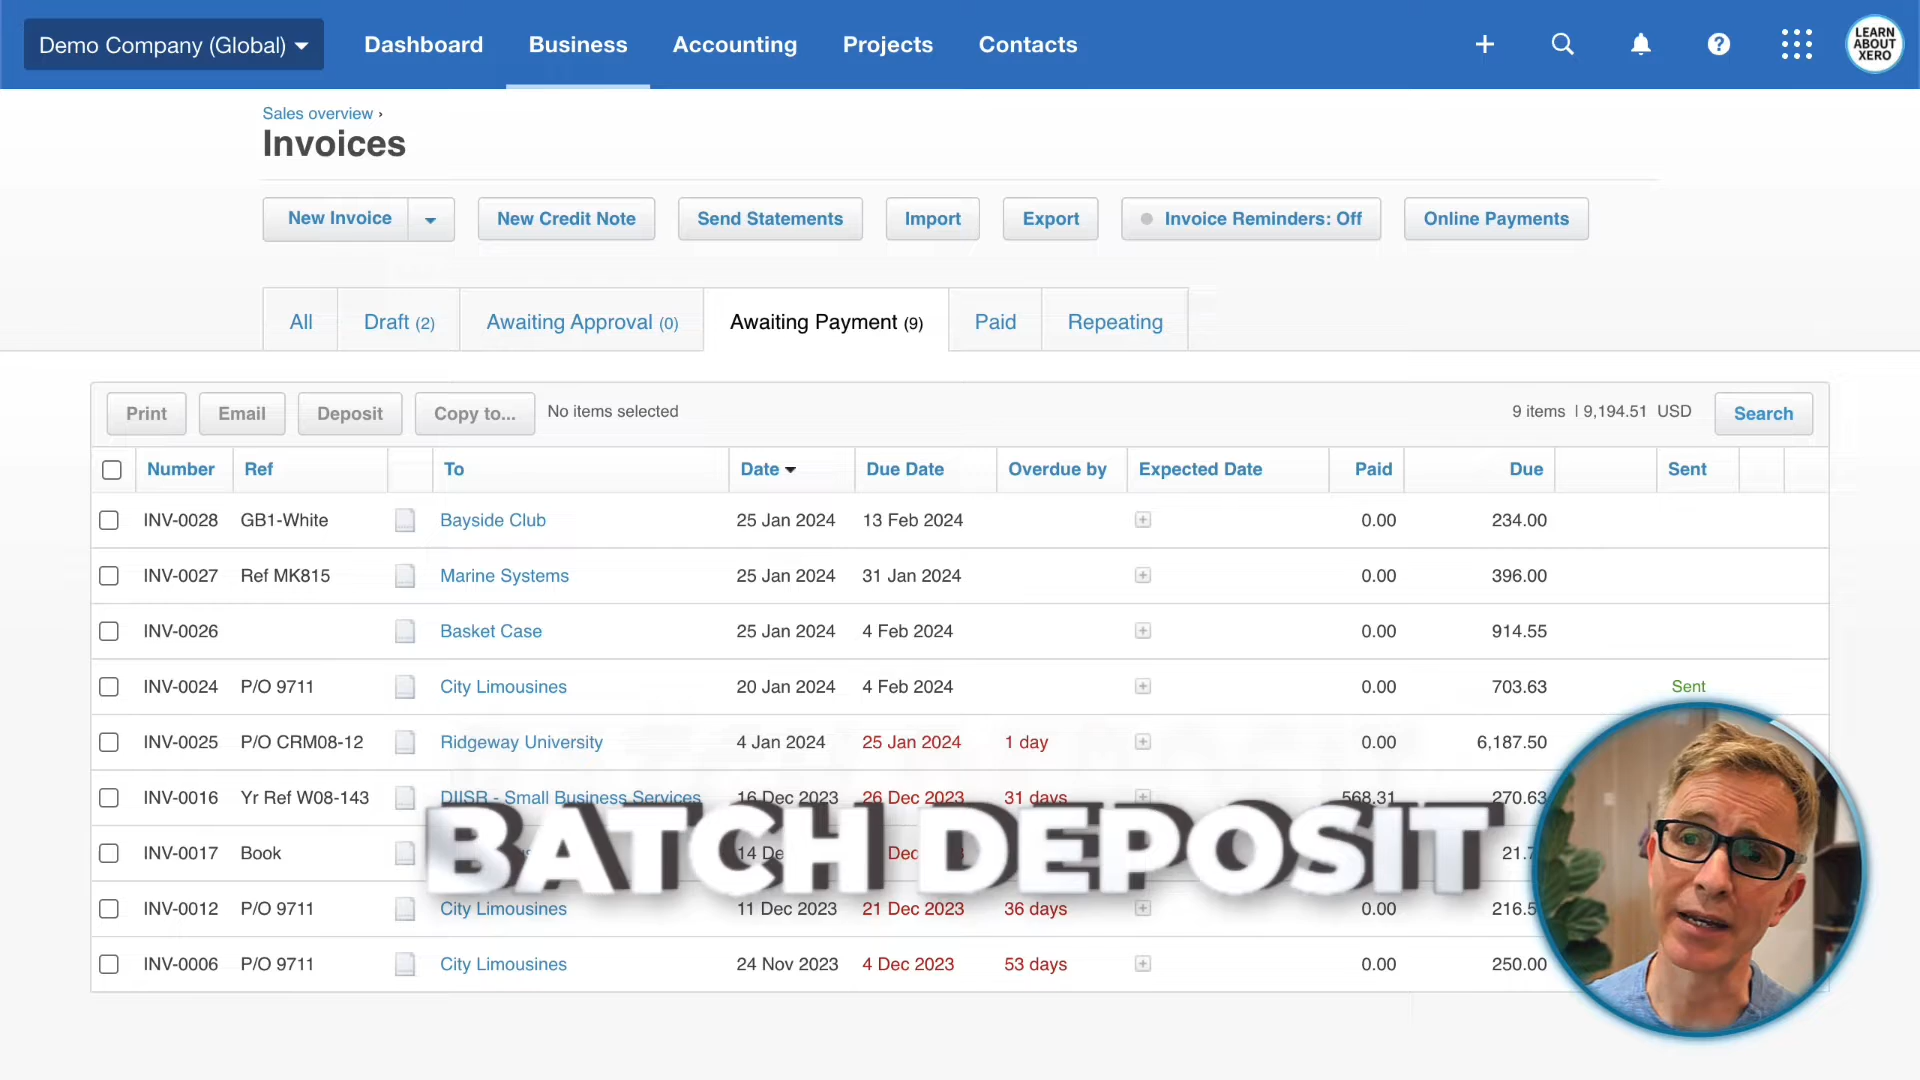 Demo Company (Global) Dashboard Business Accounting Projects Contacts LEARN ABOUT XERO
Sales overview ›
Invoices
New Invoice New Credit Note Send Statements Import Export Invoice Reminders: Off Online Payments
All Draft (2) Awaiting Approval (0) Awaiting Payment (9) Paid Repeating
Print Email Deposit Copy to... No items selected 9 items | 9,194.51 USD Search
Number Ref To Date Due Date Overdue by Expected Date Paid Due Sent
INV-0028 GB1-White Bayside Club 25 Jan 2024 13 Feb 2024 0.00 234.00
INV-0027 Ref MK815 Marine Systems 25 Jan 2024 31 Jan 2024 0.00 396.00
INV-0026 Basket Case 25 Jan 2024 4 Feb 2024 0.00 914.55
INV-0024 P/O 9711 City Limousines 20 Jan 2024 4 Feb 2024 0.00 703.63 Sent
INV-0025 P/O CRM08-12 Ridgeway University 4 Jan 2024 25 Jan 2024 1 day 0.00 6,187.50
INV-0016 Yr Ref W08-143 DIISR - Small Business Services 16 Dec 2023 26 Dec 2023 31 days 568.31 270.63
BATCH DEPOSIT
INV-0017 Book 14 Dec
INV-0012 P/O 9711 City Limousines 11 Dec 2023 21 Dec 2023 36 days 0.00
INV-0006 P/O 9711 City Limousines 24 Nov 2023 4 Dec 2023 53 days 0.00 250.00